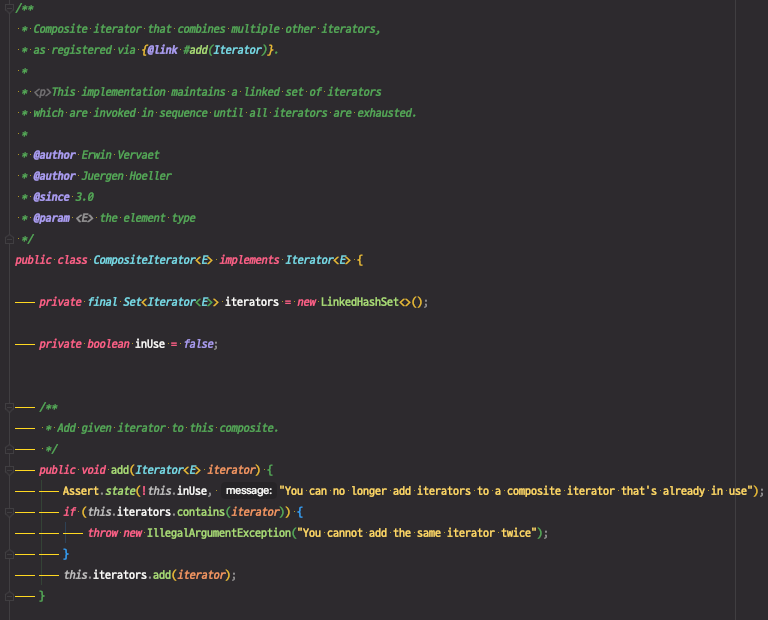 /**
 * Composite iterator that combines multiple other iterators,
 * as registered via {@link #add(Iterator)}.
 *
 * <p>This implementation maintains a linked set of iterators
 * which are invoked in sequence until all iterators are exhausted.
 *
 * @author Erwin Vervaet
 * @author Juergen Hoeller
 * @since 3.0
 * @param <E> the element type
 */
public class CompositeIterator<E> implements Iterator<E> {
private final Set<Iterator<E>> iterators = new LinkedHashSet<>();
private boolean inUse = false;
/**
 * Add given iterator to this composite.
 */
public void add(Iterator<E> iterator) {
Assert.state(!this.inUse, message: "You can no longer add iterators to a composite iterator that's already in use");
if (this.iterators.contains(iterator)) {
throw new IllegalArgumentException("You cannot add the same iterator twice");
}
this.iterators.add(iterator);
}